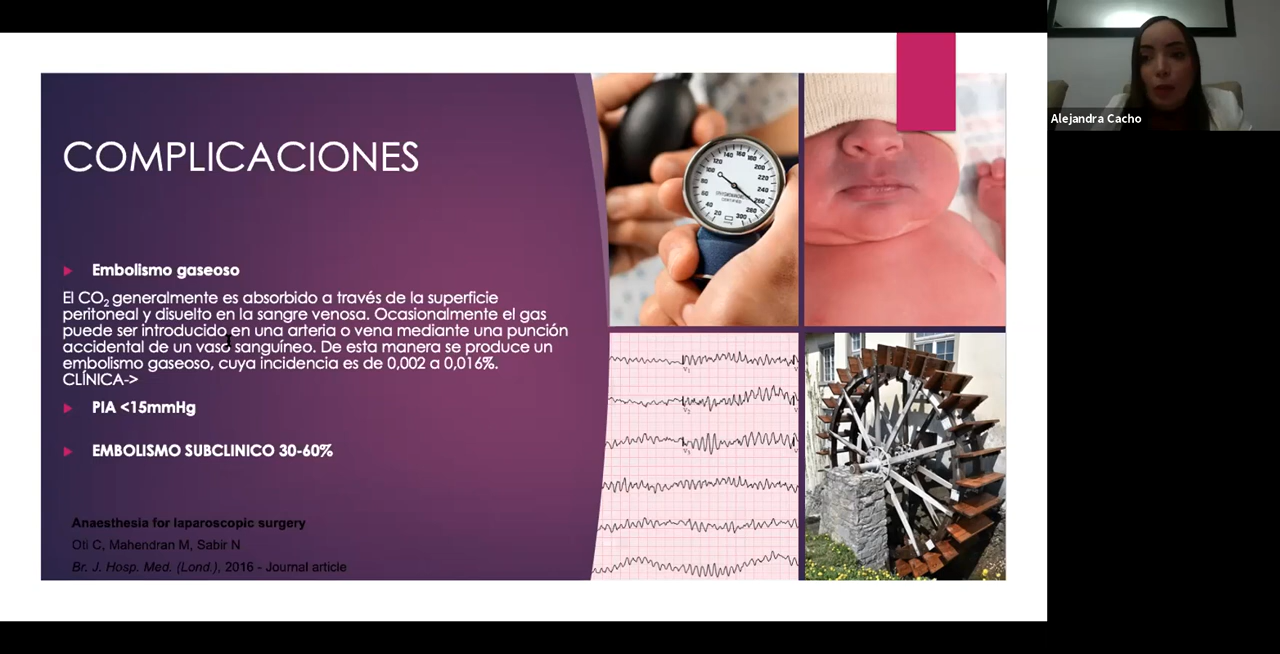 COMPLICACIONES
Embolismo gaseoso
El CO₂ generalmente es absorbido a través de la superficie
peritoneal y disuelto en la sangre venosa. Ocasionalmente el gas
puede ser introducido en una arteria o vena mediante una punción
accidental de un vaso sanguíneo. De esta manera se produce un
embolismo gaseoso, cuya incidencia es de 0,002 a 0,016%.
CLÍNICA->
PIA <15mmHg
EMBOLISMO SUBCLINICO 30-60%
Anaesthesia for laparoscopic surgery
Oti C, Mahendran M, Sabir N
Br. J. Hosp. Med. (Lond.), 2016 - Journal article
Alejandra Cacho